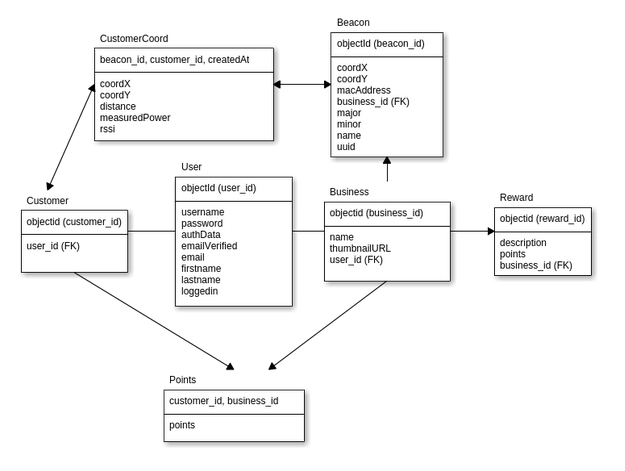 CustomerCoord
beacon_id, customer_id, createdAt
coordX
coordY
distance
measuredPower
rssi
Beacon
objectId (beacon_id)
coordX
coordY
macAddress
business_id (FK)
major
minor
name
uuid
Customer
objectid (customer_id)
user_id (FK)
User
objectId (user_id)
username
password
authData
emailVerified
email
firstname
lastname
loggedin
Business
objectid (business_id)
name
thumbnailURL
user_id (FK)
Reward
objectid (reward_id)
description
points
business_id (FK)
Points
customer_id, business_id
points